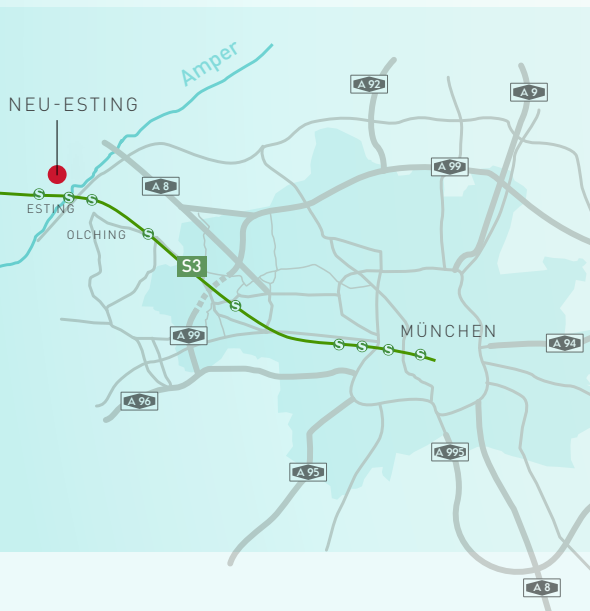 Amper
A 92
A 9
NEU-ESTING
A 99
A 8
S
S
S
ESTING
OLCHING
S
S3
S
A 99
MÜNCHEN
A 94
S
S
S
S
A 96
A 995
A 95
A 8